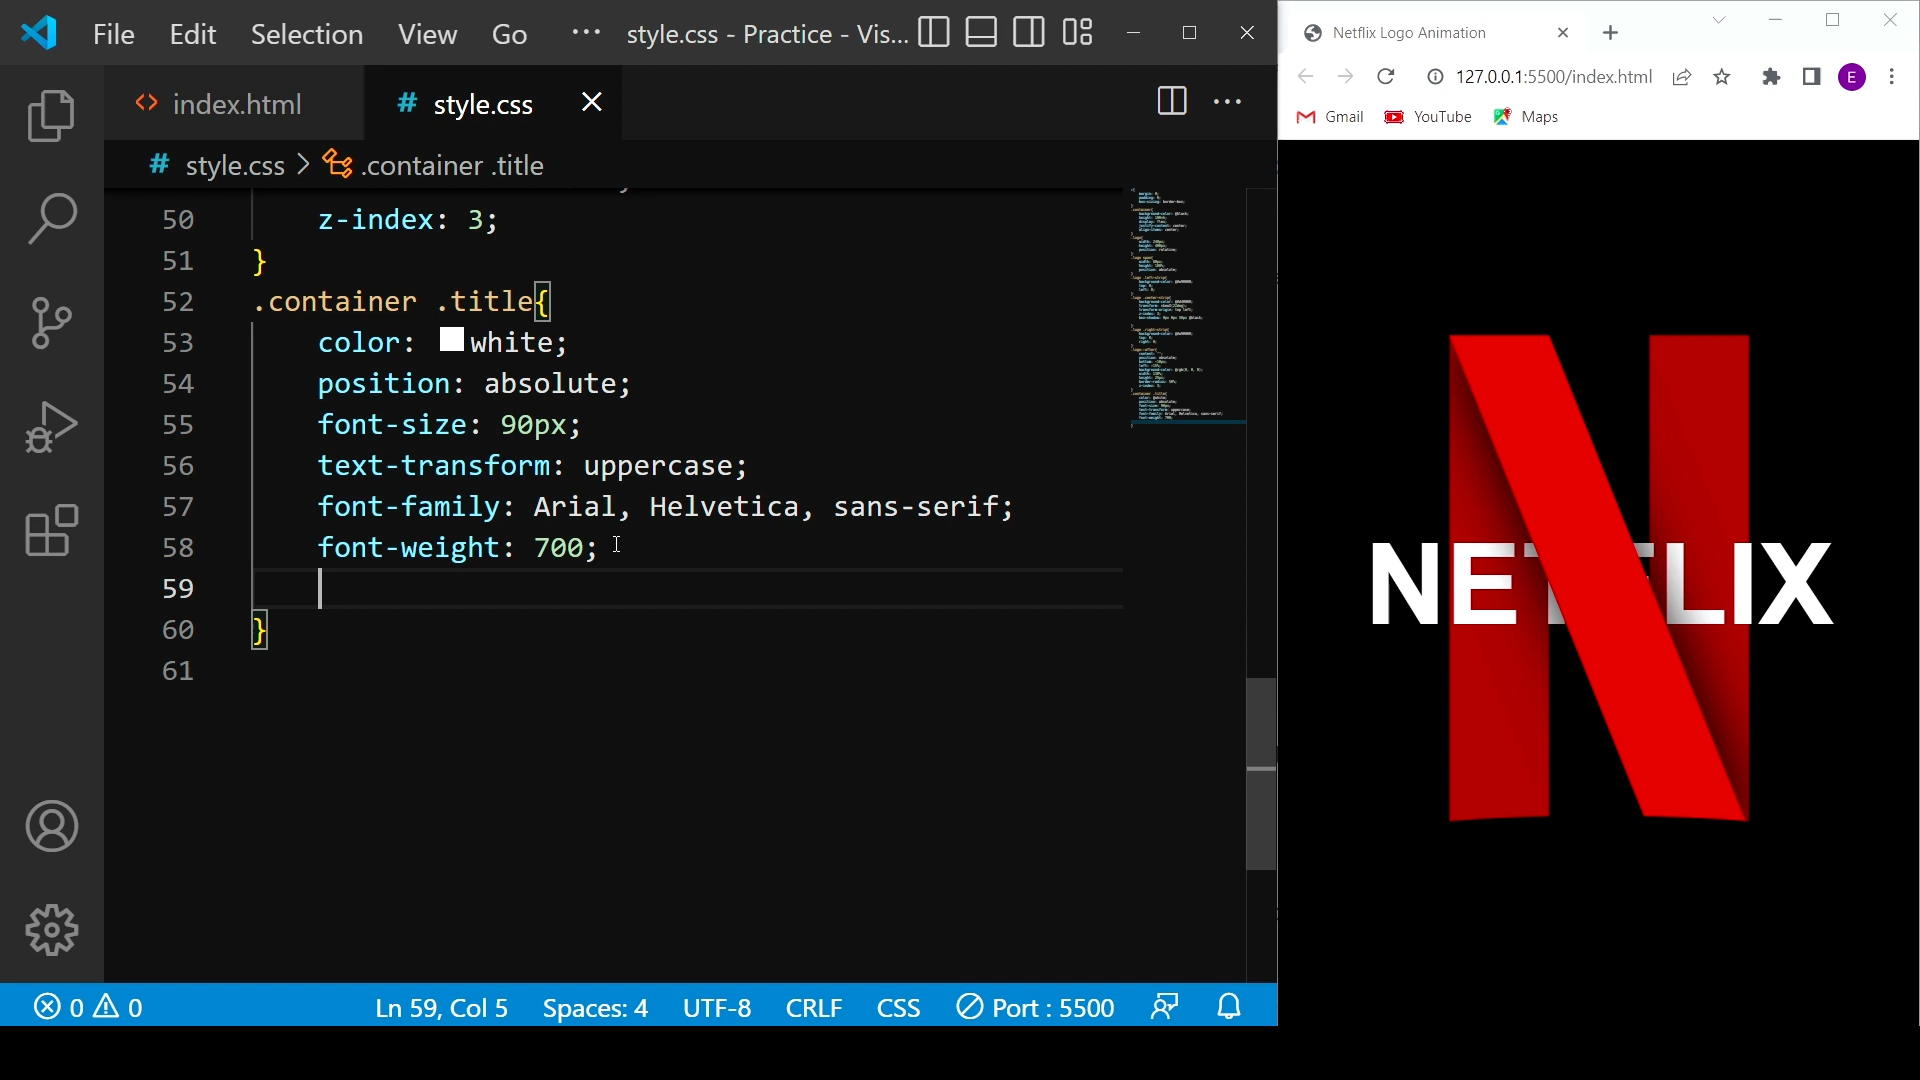 File Edit Selection View Go ··· style.css - Practice - Vis...
index.html
# style.css
# style.css > .container .title
50 z-index: 3;
51 }
52 .container .title{
53 color: white;
54 position: absolute;
55 font-size: 90px;
56 text-transform: uppercase;
57 font-family: Arial, Helvetica, sans-serif;
58 font-weight: 700;
59
60 }
61
0 0 Ln 59, Col 5 Spaces: 4 UTF-8 CRLF CSS Port : 5500
Netflix Logo Animation
127.0.0.1:5500/index.html E
Gmail YouTube Maps
NETFLIX